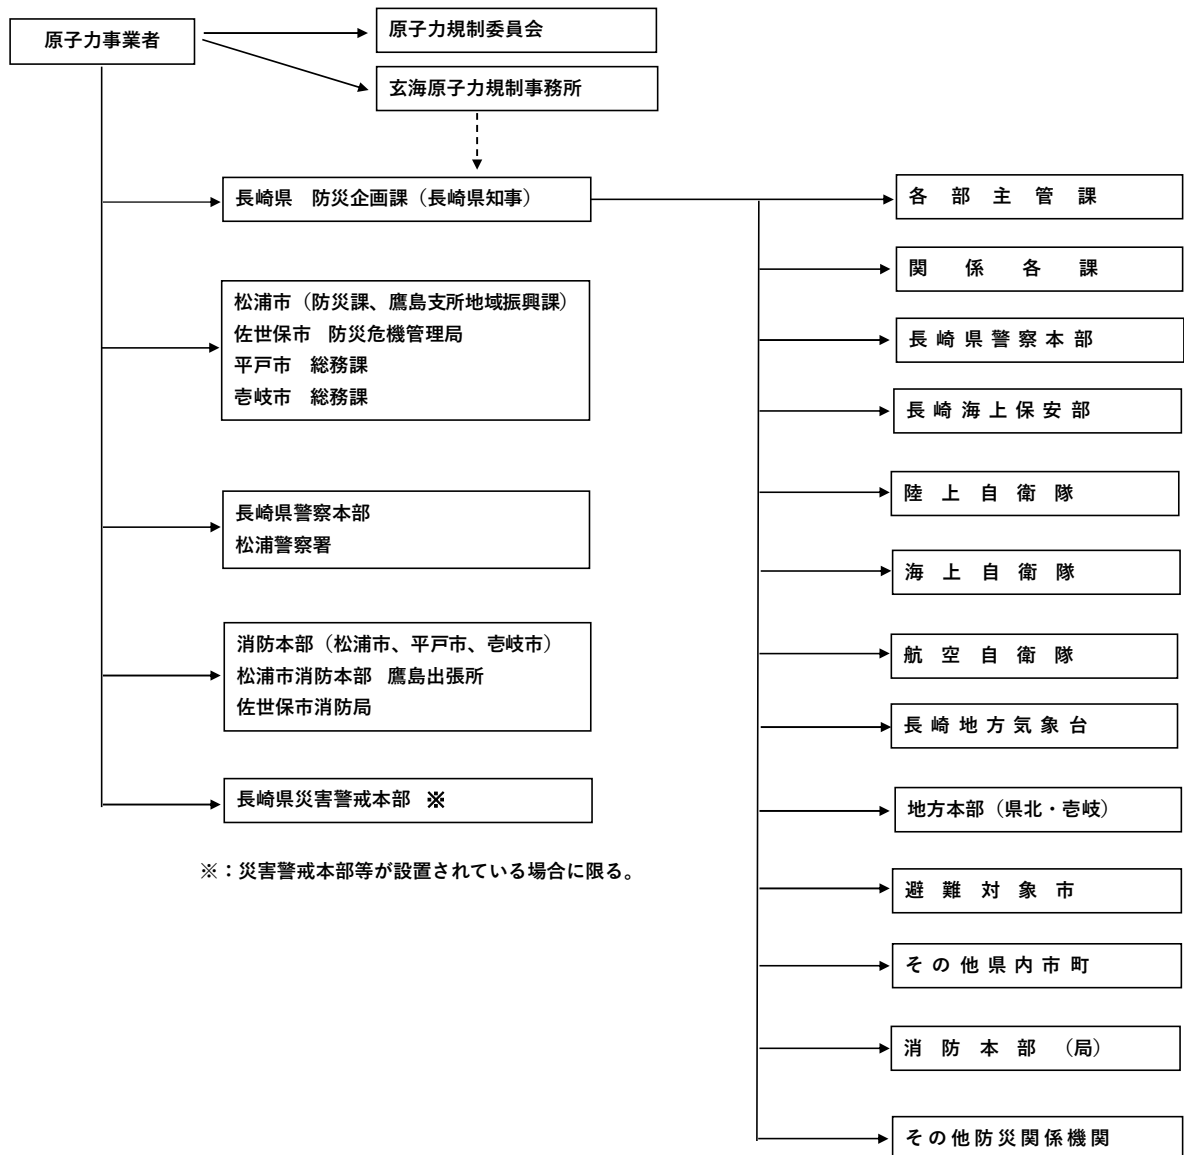 原子力事業者
原子力規制委員会
玄海原子力規制事務所
長崎県　防災企画課（長崎県知事）
松浦市（防災課、鷹島支所地域振興課）
佐世保市　防災危機管理局
平戸市　総務課
壱岐市　総務課
長崎県警察本部
松浦警察署
消防本部（松浦市、平戸市、壱岐市）
松浦市消防本部　鷹島出張所
佐世保市消防局
長崎県災害警戒本部　※
※：災害警戒本部等が設置されている場合に限る。
各　部　主　管　課
関　係　各　課
長 崎 県 警 察 本 部
長 崎 海 上 保 安 部
陸　上　自　衛　隊
海　上　自　衛　隊
航　空　自　衛　隊
長 崎 地 方 気 象 台
地方本部（県北・壱岐）
避　難　対　象　市
そ の 他 県 内 市 町
消　防　本　部　（局）
その他防災関係機関